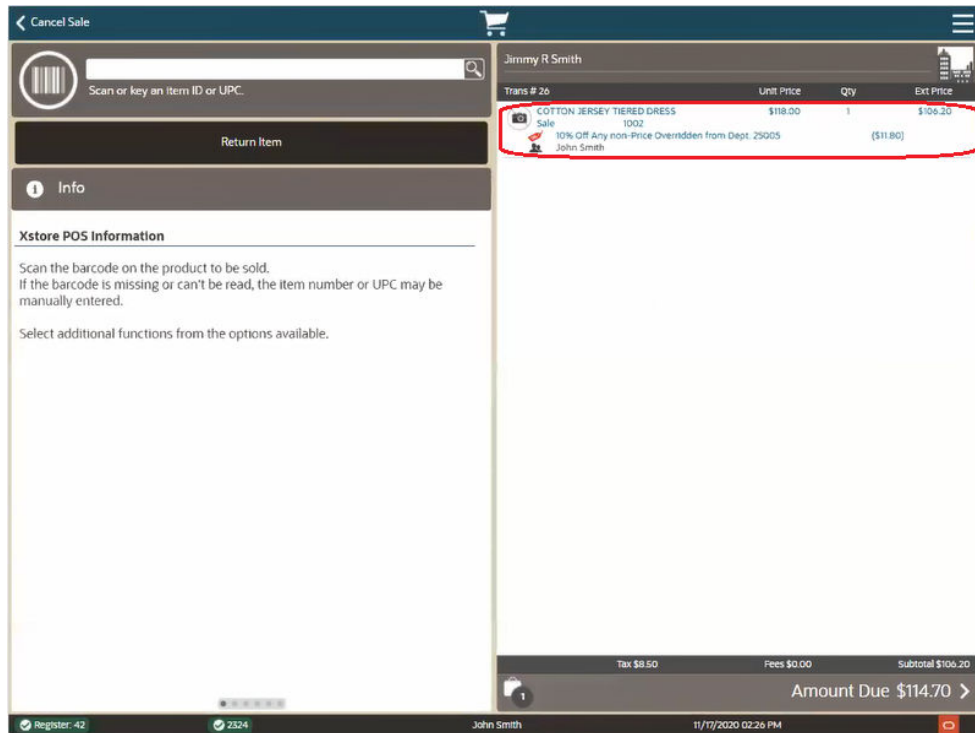 Cancel Sale
Scan or key an Item ID or UPC.
Return Item
Info
Xstore POS Information
Scan the barcode on the product to be sold.
If the barcode is missing or can't be read, the item number or UPC may be
manually entered.
Select additional functions from the options available.
Jimmy R Smith
Trans # 26 Unit Price Qty Ext Price
COTTON JERSEY TIERED DRESS $118.00 1 $106.20
Sale 1002
10% Off Any non-Price Overridden from Dept. 25005 ($11.80)
John Smith
Tax $8.50 Fees $0.00 Subtotal $106.20
1
Amount Due $114.70
Register: 42 2324 John Smith 11/17/2020 02:26 PM